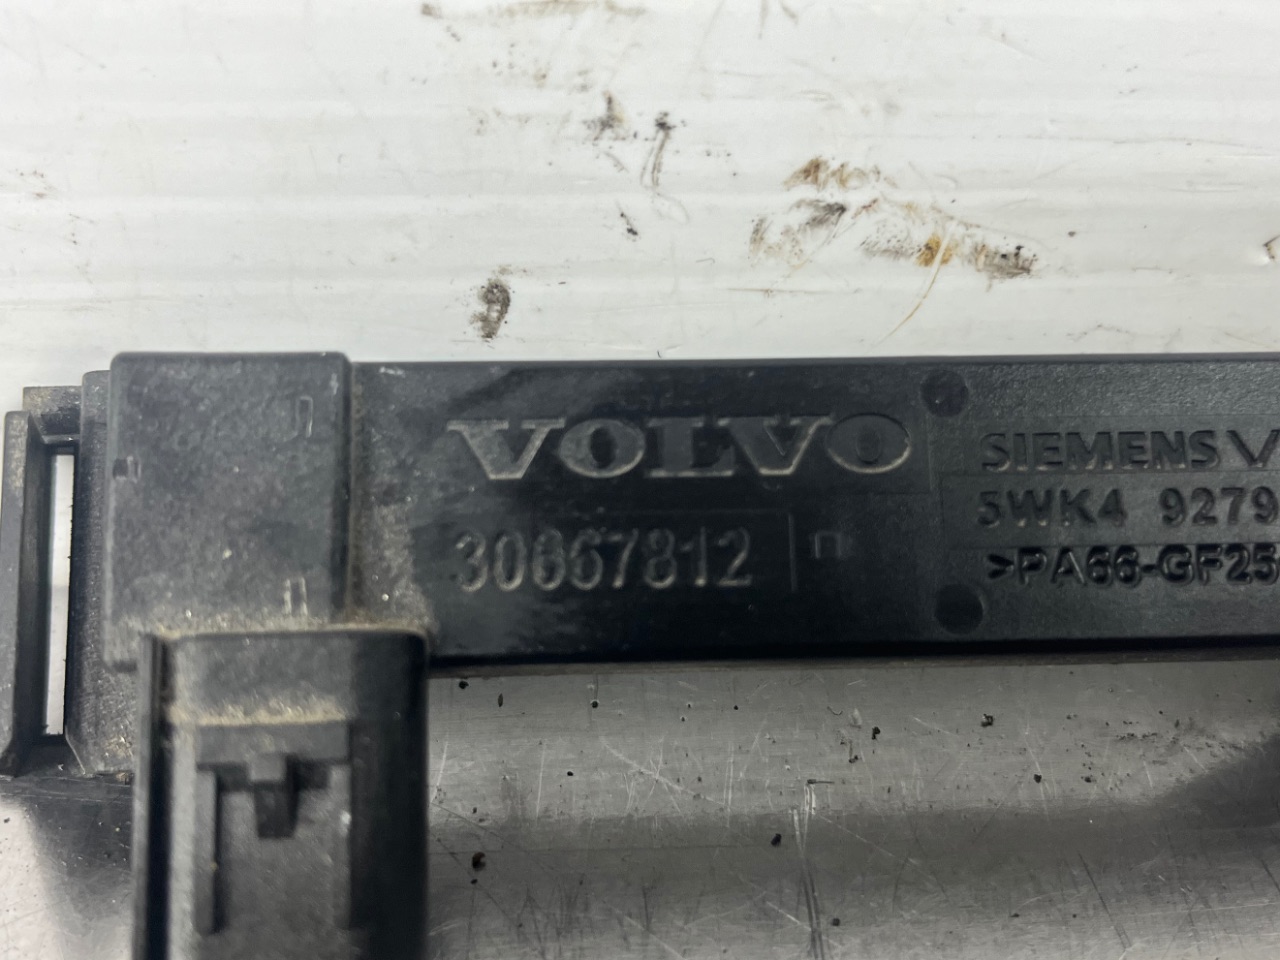 VOLVO
30667812
SIEMENS V
5WK4 9279
>PA66-GF25